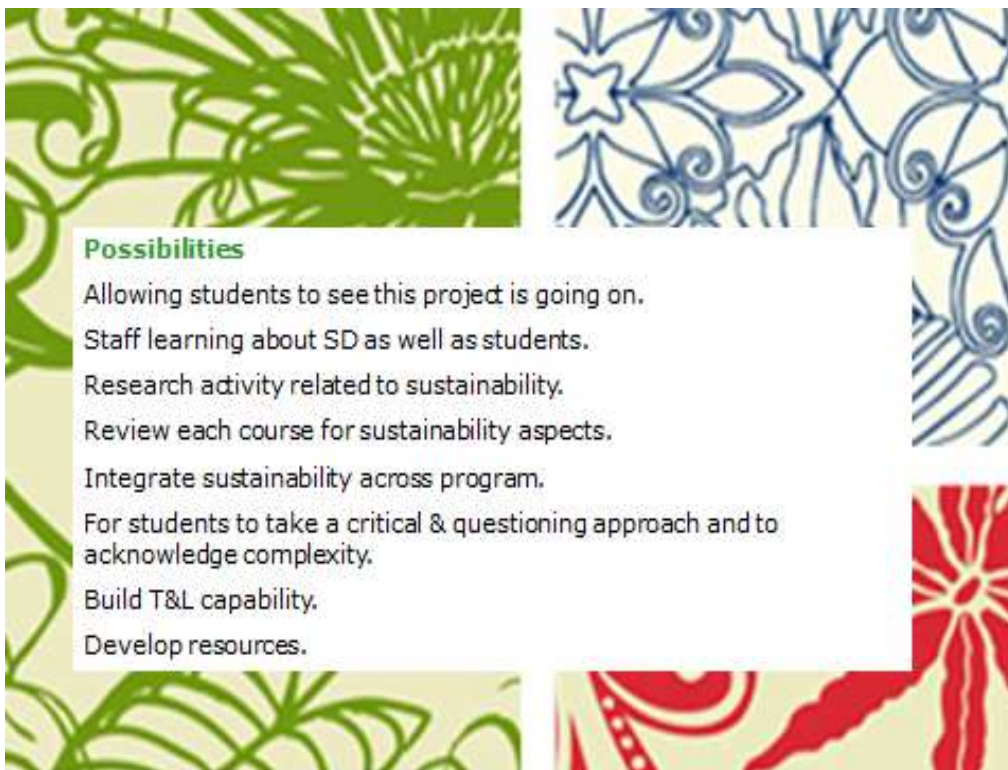 Possibilities
Allowing students to see this project is going on.
Staff learning about SD as well as students.
Research activity related to sustainability.
Review each course for sustainability aspects.
Integrate sustainability across program.
For students to take a critical & questioning approach and to
acknowledge complexity.
Build T&L capability.
Develop resources.